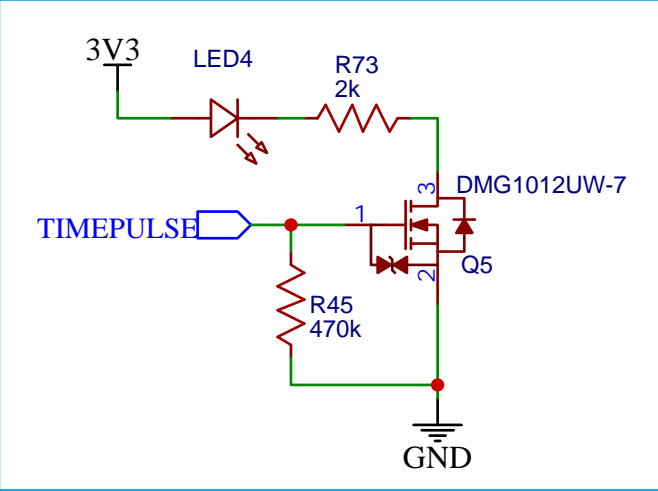 3V3
LED4
R73
2k
3
DMG1012UW-7
1
TIMEPULSE
2
Q5
R45
470k
GND